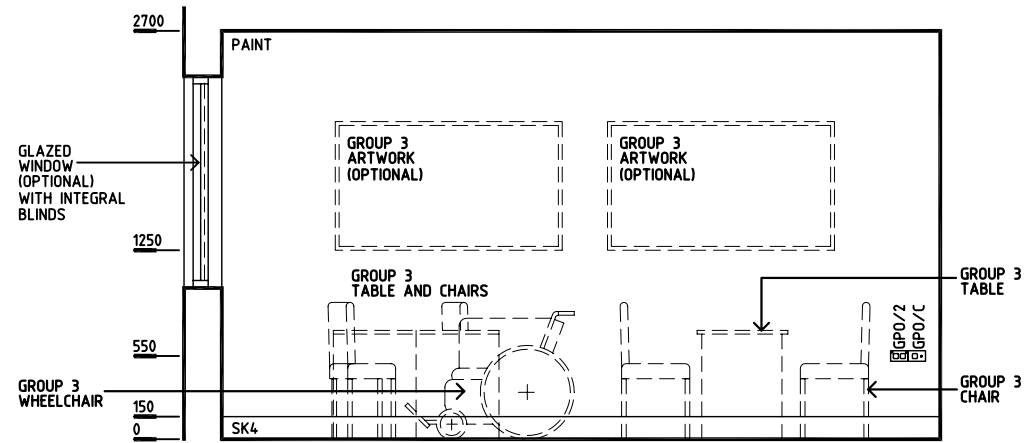 2700
PAINT
GLAZED
WINDOW
(OPTIONAL)
WITH INTEGRAL
BLINDS
GROUP 3
ARTWORK
(OPTIONAL)
GROUP 3
ARTWORK
(OPTIONAL)
1250
GROUP 3
TABLE AND CHAIRS
GROUP 3
TABLE
GPO/2
GPO/C
550
GROUP 3
WHEELCHAIR
GROUP 3
CHAIR
150
0
SK4